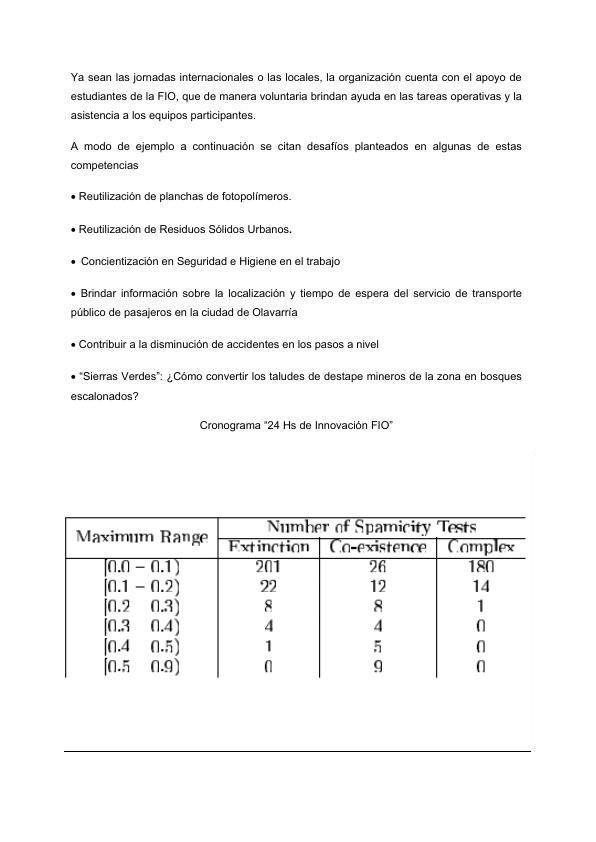 Ya sean las jornadas internacionales o las locales, la organización cuenta con el apoyo de
estudiantes de la FIO, que de manera voluntaria brindan ayuda en las tareas operativas y la
asistencia a los equipos participantes.
A modo de ejemplo a continuación se citan desafíos planteados en algunas de estas
competencias
• Reutilización de planchas de fotopolímeros.
• Reutilización de Residuos Sólidos Urbanos.
• Concientización en Seguridad e Higiene en el trabajo
• Brindar información sobre la localización y tiempo de espera del servicio de transporte
público de pasajeros en la ciudad de Olavarría
• Contribuir a la disminución de accidentes en los pasos a nivel
• “Sierras Verdes”: ¿Cómo convertir los taludes de destape mineros de la zona en bosques
escalonados?
Cronograma “24 Hs de Innovación FIO”
Maximum Range Number of Spamicity Tests
Extinction Co-existence Complex
[0.0 – 0.1) 201 26 180
[0.1 – 0.2) 22 12 14
[0.2 0.3) 8 8 1
[0.3 0.4) 4 4 0
[0.4 0.5) 1 5 0
[0.5 0.9) 0 9 0